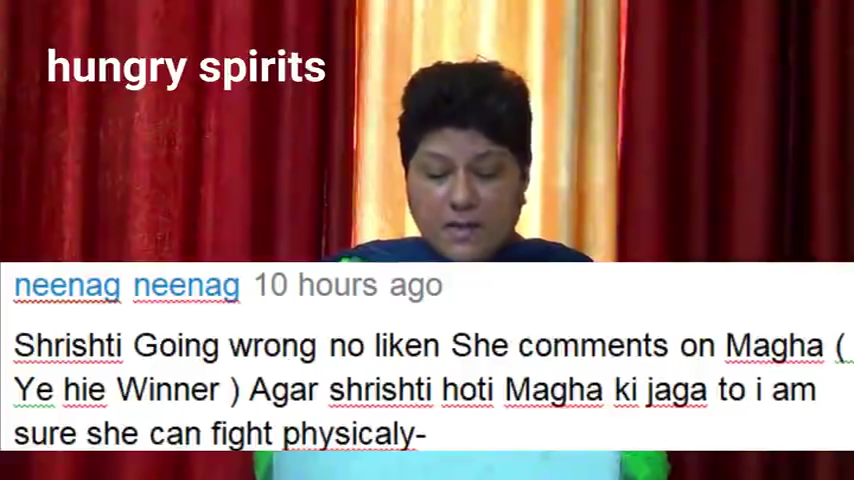 hungry spirits
neenag neenag 10 hours ago
Shrishti Going wrong no liken She comments on Magha (
Ye hie Winner ) Agar shrishti hoti Magha ki jaga to i am
sure she can fight physicaly-